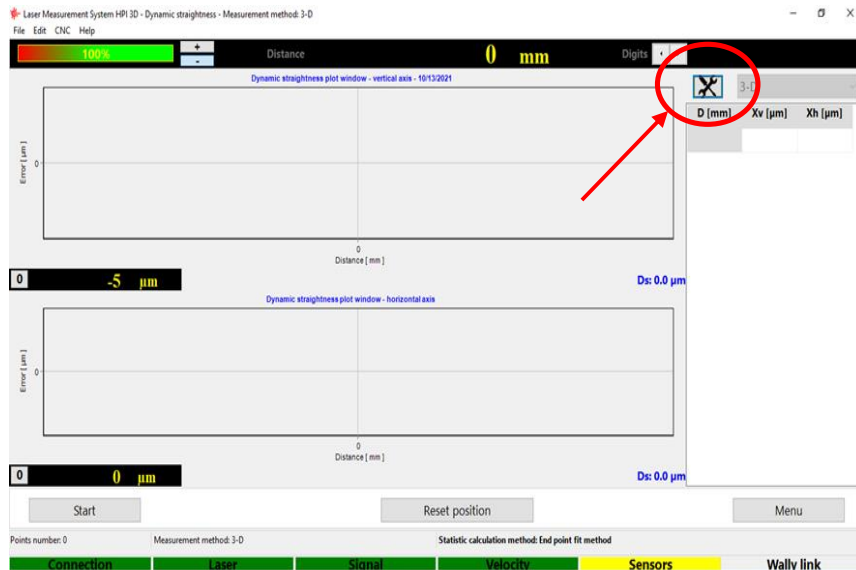 Laser Measurement System HPI 3D - Dynamic straightness - Measurement method: 3-D
File Edit CNC Help
100% + - Distance 0 mm Digits
Dynamic straightness plot window - vertical axis - 10/13/2021
3-D
D [mm] Xv [µm] Xh [µm]
Error [ µm ]
0
0
Distance [ mm ]
0 -5 µm Ds: 0.0 µm
Dynamic straightness plot window - horizontal axis
Error [ µm ]
0
0
Distance [ mm ]
0 0 µm Ds: 0.0 µm
Start Reset position Menu
Points number: 0 Measurement method: 3-D Statistic calculation method: End point fit method
Connection Laser Signal Velocity Sensors Wally link